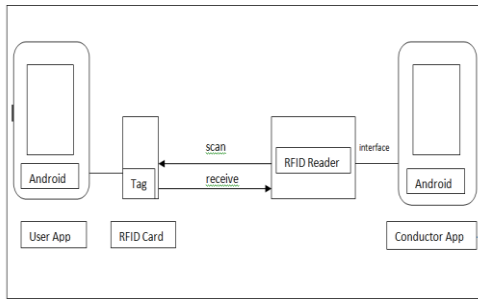 scan
interface
RFID Reader
Android
Tag
receive
Android
User App
RFID Card
Conductor App